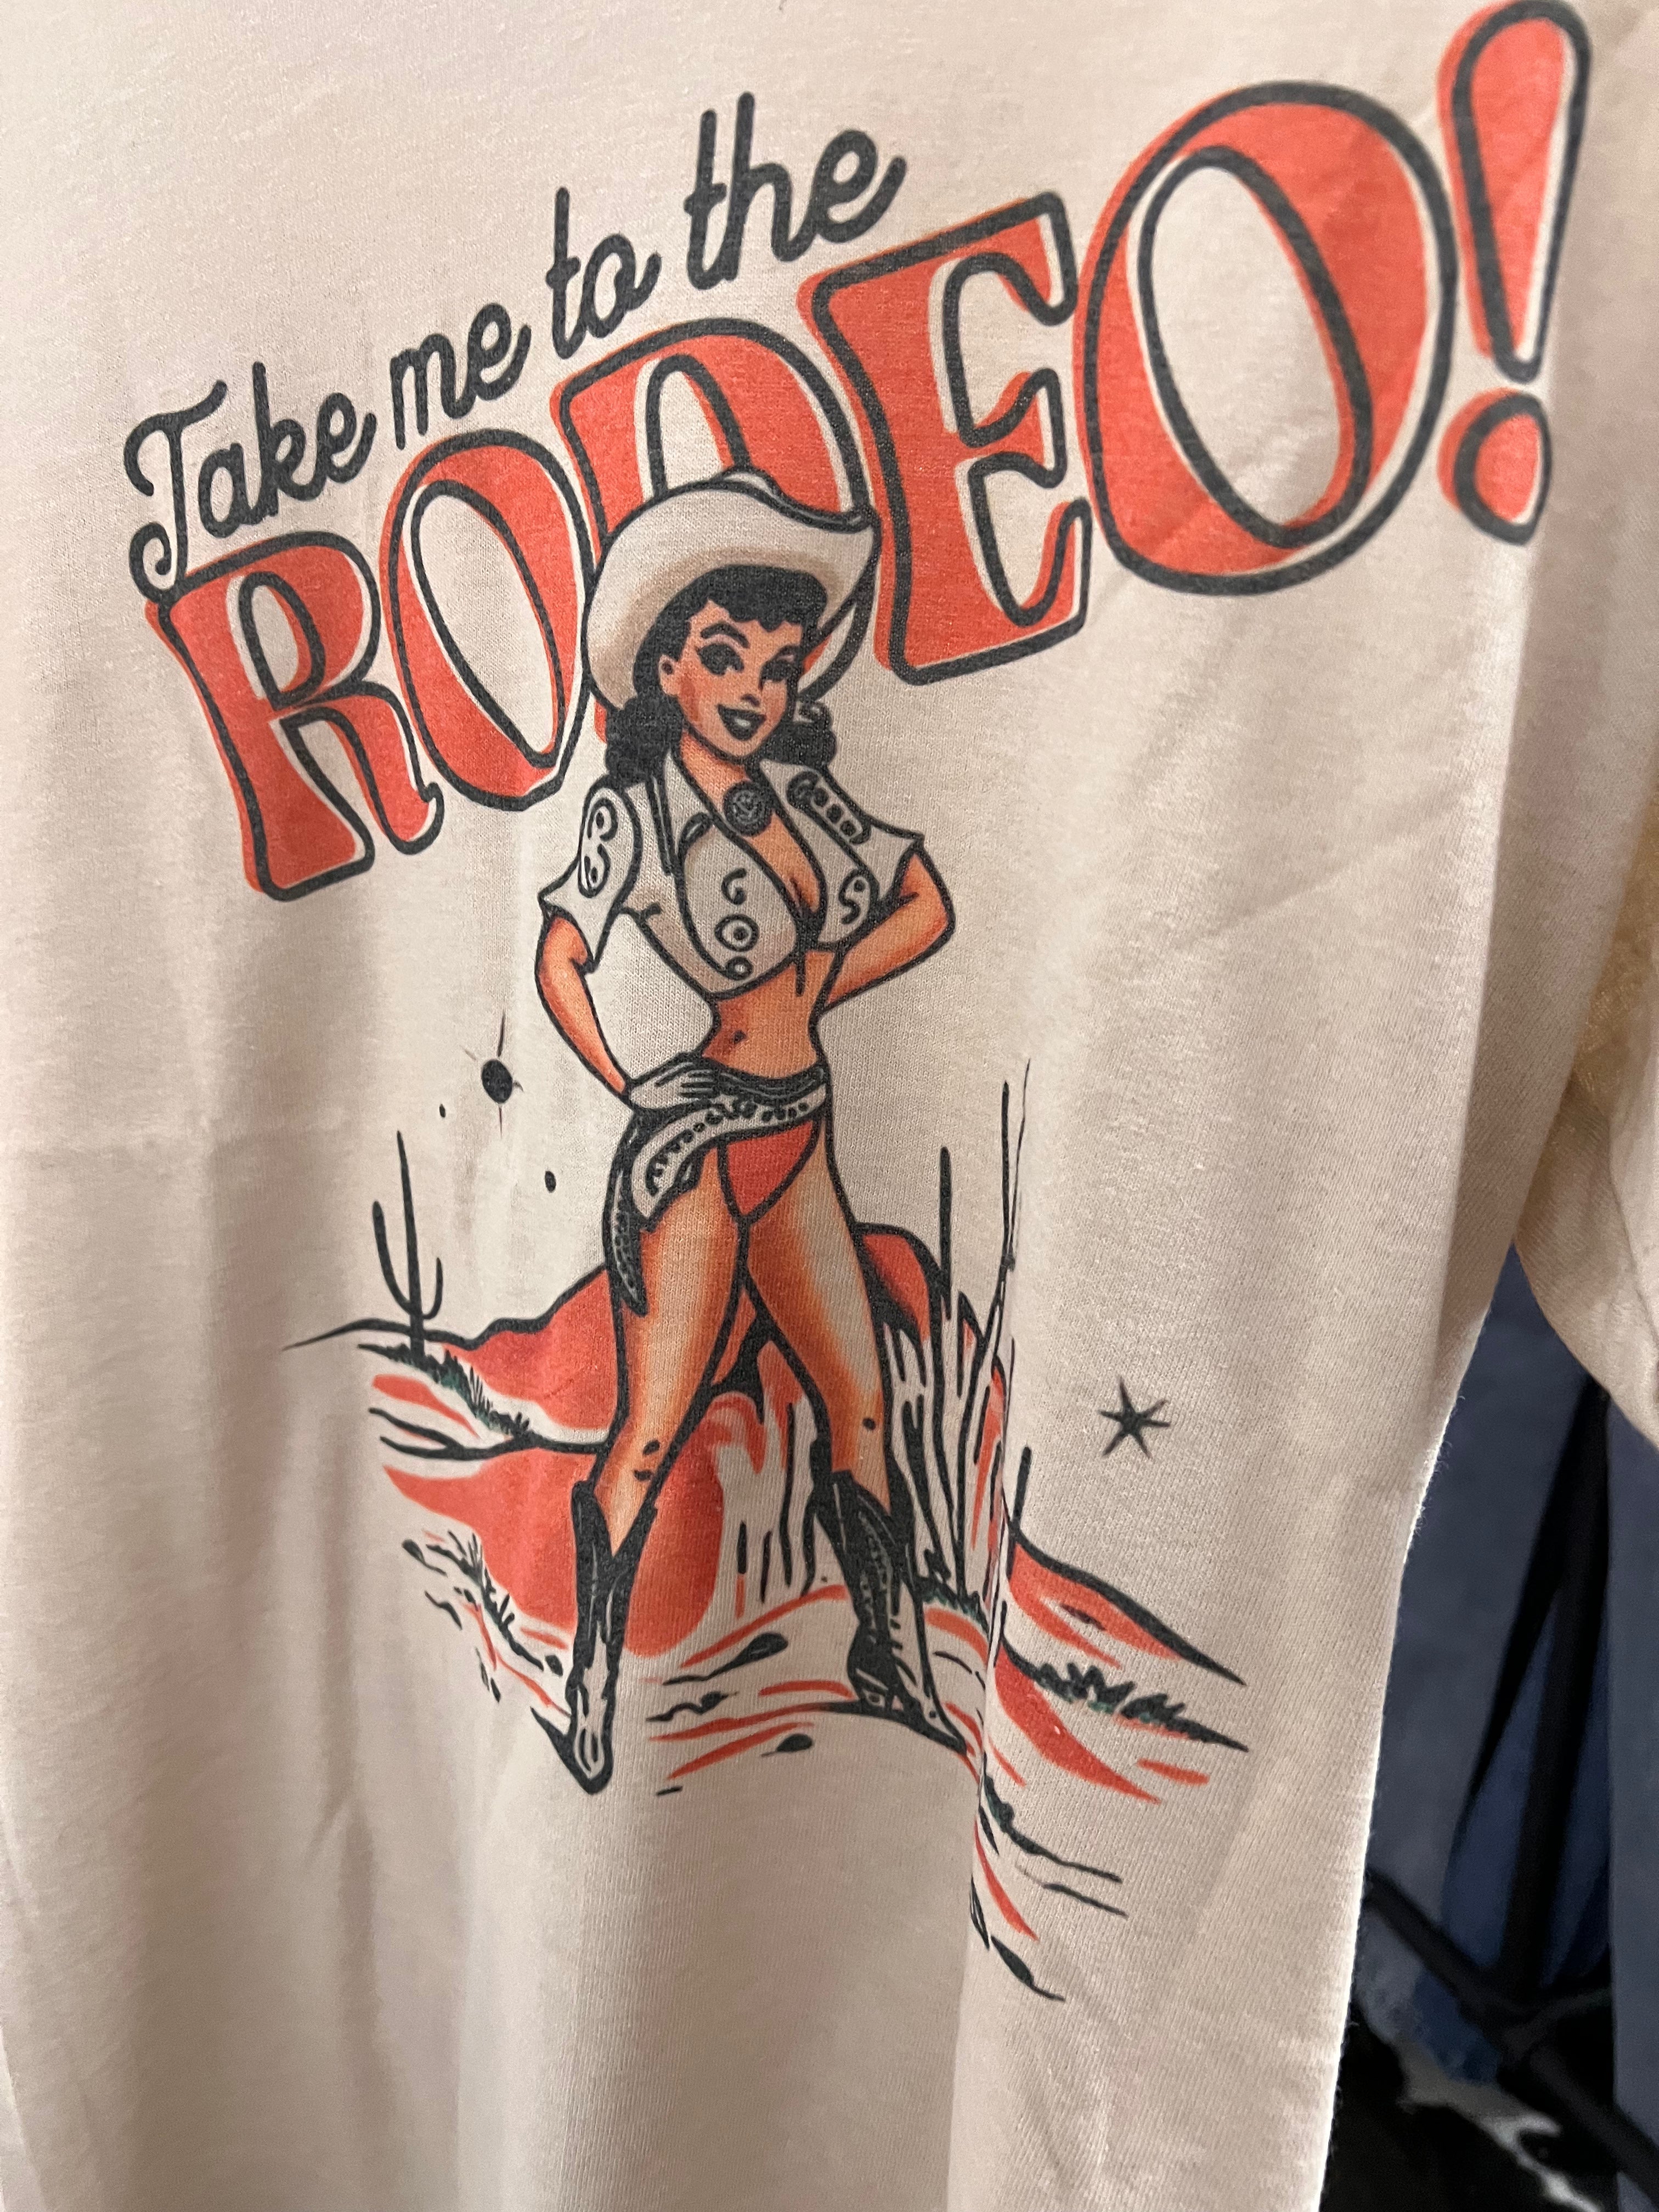 Take me to the
RODEO!